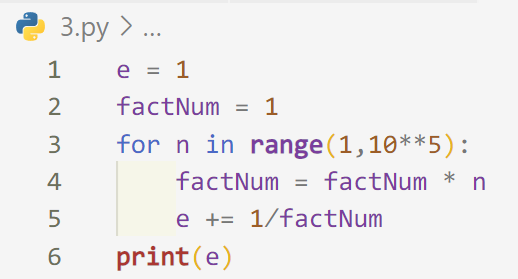 3.py > ...
1 e = 1
2 factNum = 1
3 for n in range(1,10**5):
4     factNum = factNum * n
5     e += 1/factNum
6 print(e)